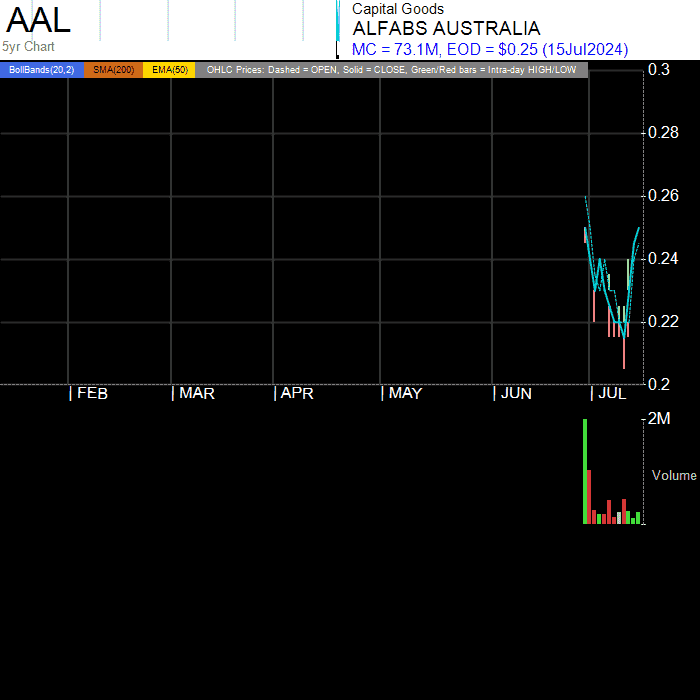 AAL
5yr Chart
Capital Goods
ALFABS AUSTRALIA
MC = 73.1M, EOD = $0.25 (15Jul2024)
BollBands(20,2) SMA(200) EMA(50) OHLC Prices: Dashed = OPEN, Solid = CLOSE, Green/Red bars = Intra-day HIGH/LOW
0.3
0.28
0.26
0.24
0.22
0.2
| FEB | MAR | APR | MAY | JUN | JUL
2M
Volume